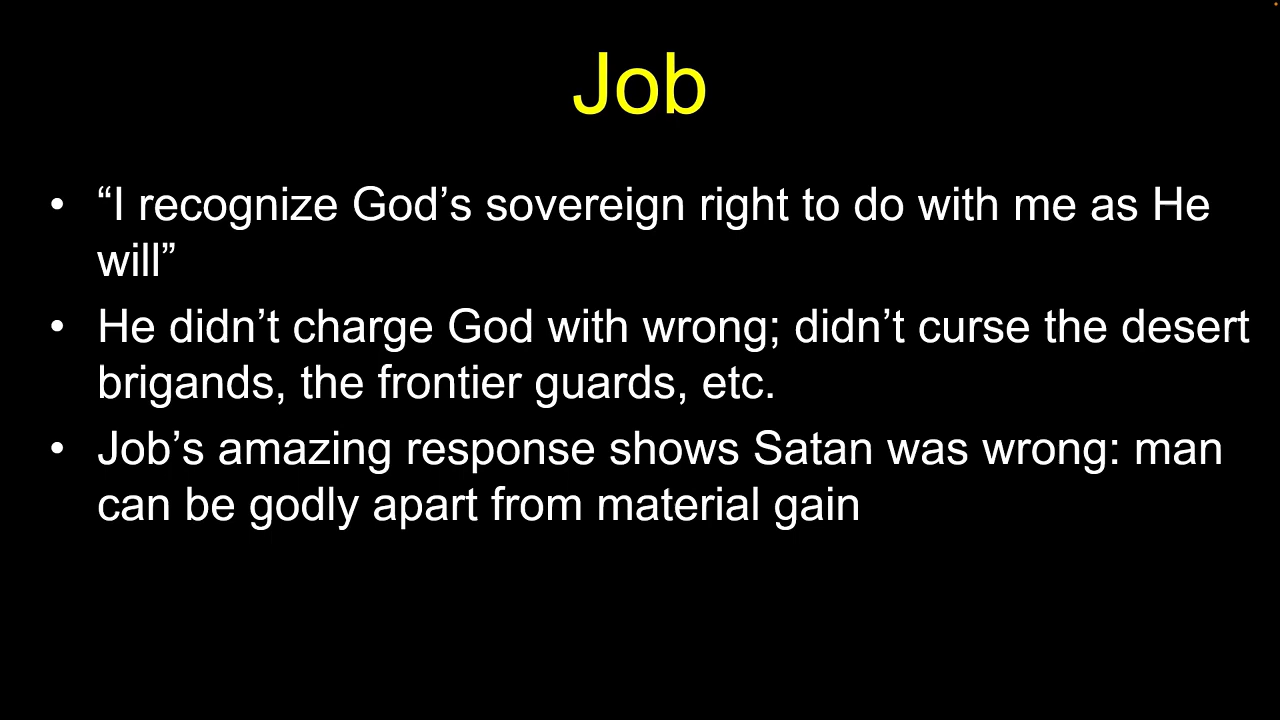 Job
• “I recognize God’s sovereign right to do with me as He
will”
• He didn’t charge God with wrong; didn’t curse the desert
brigands, the frontier guards, etc.
• Job’s amazing response shows Satan was wrong: man
can be godly apart from material gain